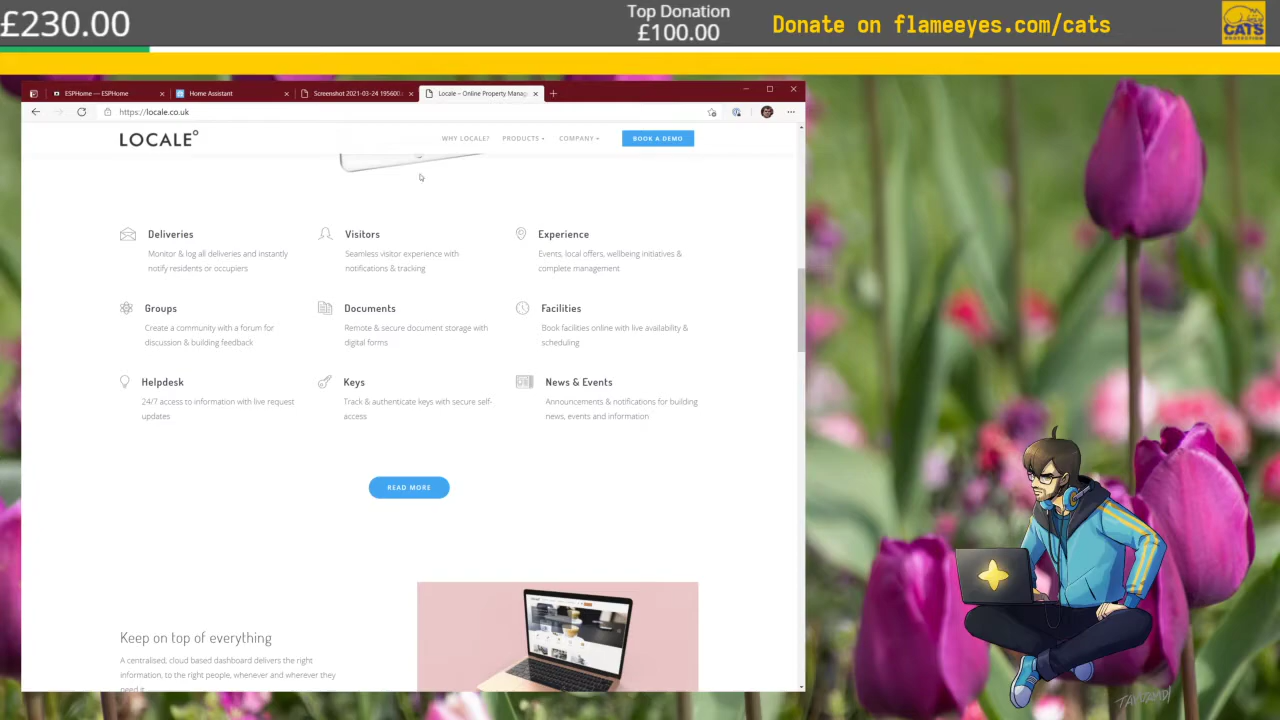 £230.00
Top Donation
£100.00
Donate on flameeyes.com/cats
CATS
PROTECTION
ESPHome — ESPHome
Home Assistant
Screenshot 2021-03-24 195600
Locale – Online Property Manag
https://locale.co.uk
LOCALE
WHY LOCALE?
PRODUCTS
COMPANY
BOOK A DEMO
Deliveries
Monitor & log all deliveries and instantly
notify residents or occupiers
Visitors
Seamless visitor experience with
notifications & tracking
Experience
Events, local offers, wellbeing initiatives &
complete management
Groups
Create a community with a forum for
discussion & building feedback
Documents
Remote & secure document storage with
digital forms
Facilities
Book facilities online with live availability &
scheduling
Helpdesk
24/7 access to information with live request
updates
Keys
Track & authenticate keys with secure self-
access
News & Events
Announcements & notifications for building
news, events and information
READ MORE
Keep on top of everything
A centralised, cloud based dashboard delivers the right
information, to the right people, whenever and wherever they
need it